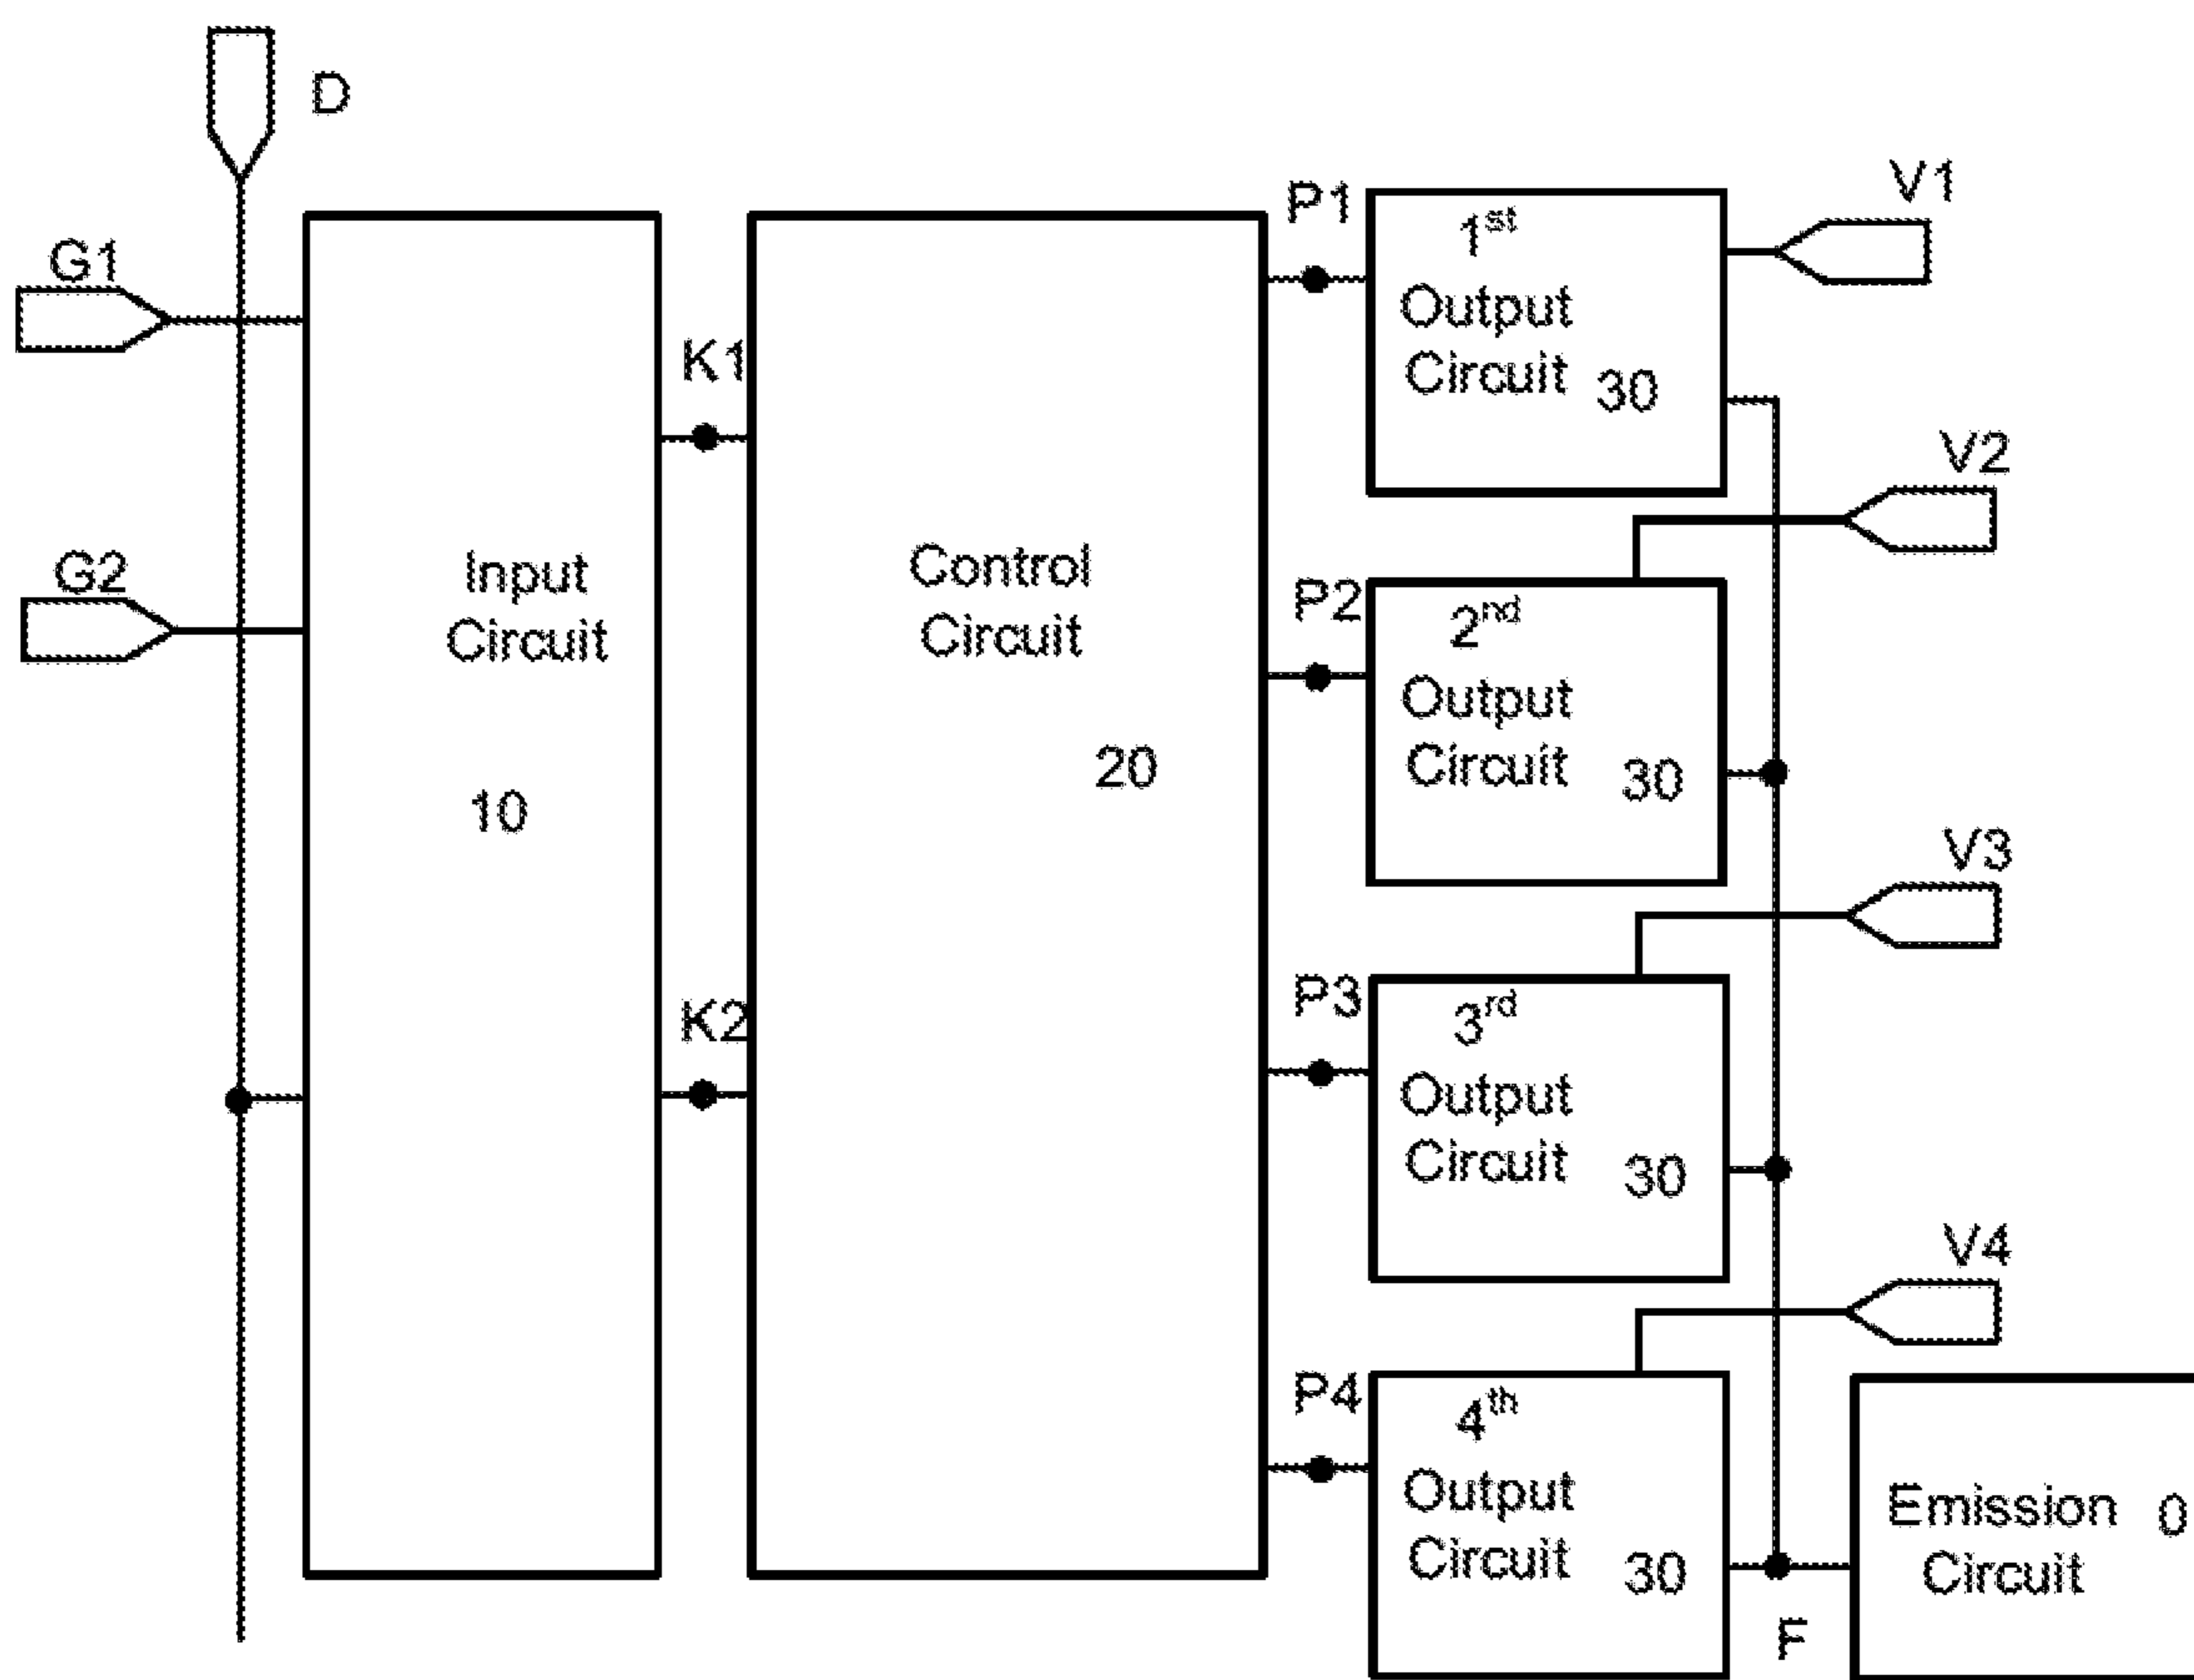 D
G1
G2
Input
Circuit
10
K1
K2
Control
Circuit
20
P1
1st
Output
Circuit
30
V1
V2
P2
2nd
Output
Circuit
30
V3
P3
3rd
Output
Circuit
30
V4
P4
4th
Output
Circuit
30
F
Emission 0
Circuit